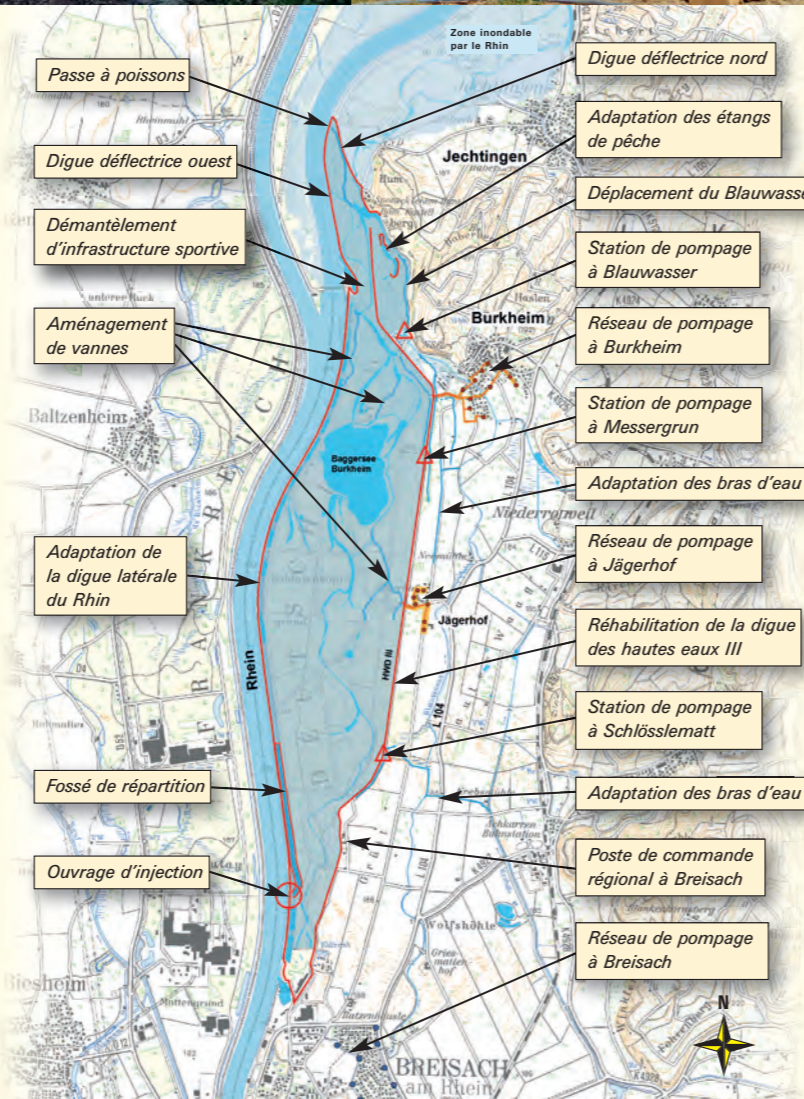 Zone inondable
par le Rhin
Passe à poissons
Digue déflectrice ouest
Démantèlement
d'infrastructure sportive
Aménagement
de vannes
Adaptation de
la digue latérale
du Rhin
Fossé de répartition
Ouvrage d'injection
Digue déflectrice nord
Adaptation des étangs
de pêche
Déplacement du Blauwasse
Station de pompage
à Blauwasser
Réseau de pompage
à Burkheim
Station de pompage
à Messergrun
Adaptation des bras d'eau
Réseau de pompage
à Jägerhof
Réhabilitation de la digue
des hautes eaux III
Station de pompage
à Schlösslematt
Adaptation des bras d'eau
Poste de commande
régional à Breisach
Réseau de pompage
à Breisach
Jechtingen
Burkheim
Baltzenheim
Baggersee
Burkheim
Niederrotweil
Jägerhof
Rhein
HWD III
L 104
FRANKREICH
Wolfshöhle
Biesheim
BREISACH
am Rhein
N